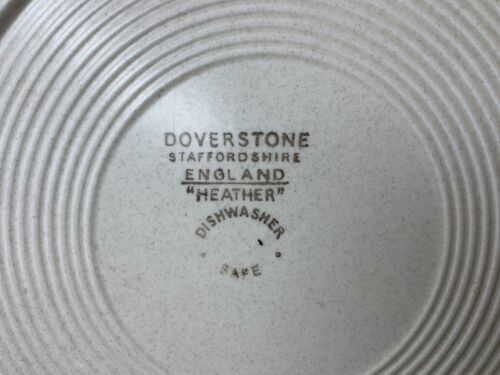 DOVERSTONE
STAFFORDSHIRE
ENGLAND
"HEATHER"
DISHWASHER
SAFE